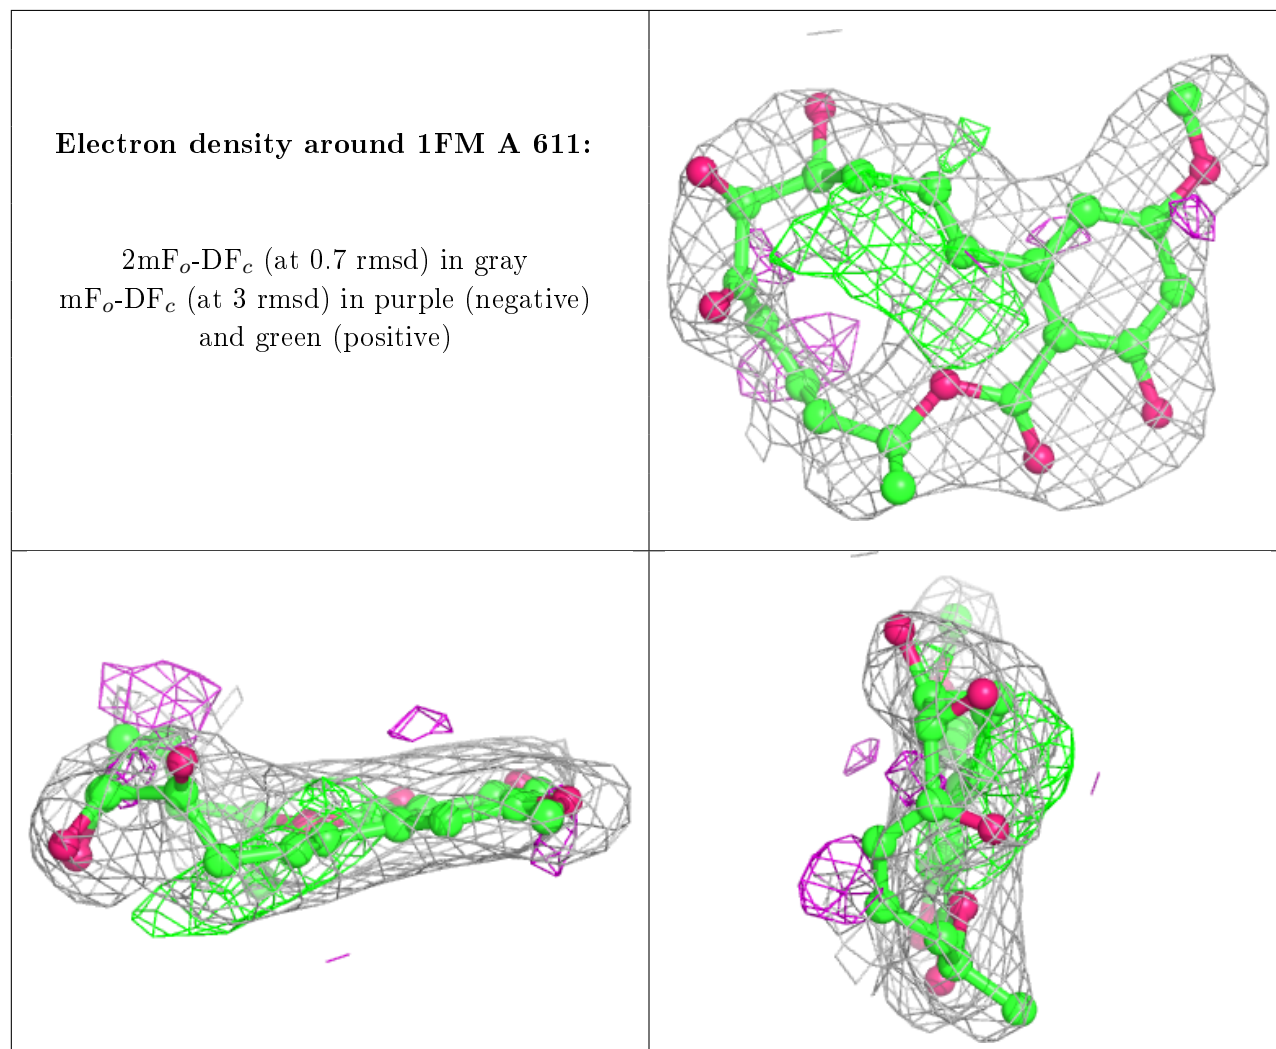 Electron density around 1FM A 611:
2mFo-DFc (at 0.7 rmsd) in gray
mFo-DFc (at 3 rmsd) in purple (negative)
and green (positive)